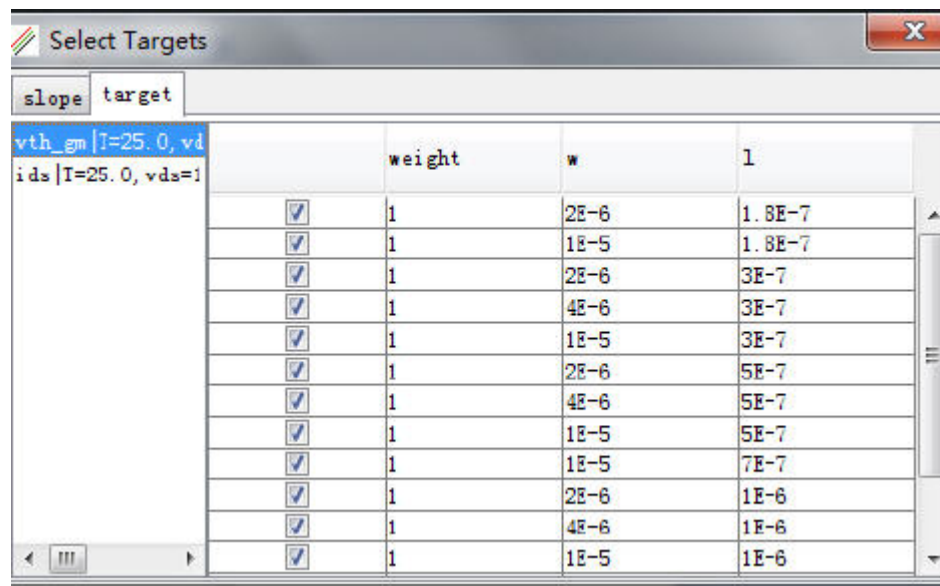 Select Targets
slope target
vth_gm|T=25.0, vd
ids|T=25.0, vds=1
weight w l
1 2E-6 1.8E-7
1 1E-5 1.8E-7
1 2E-6 3E-7
1 4E-6 3E-7
1 1E-5 3E-7
1 2E-6 5E-7
1 4E-6 5E-7
1 1E-5 5E-7
1 1E-5 7E-7
1 2E-6 1E-6
1 4E-6 1E-6
1 1E-5 1E-6